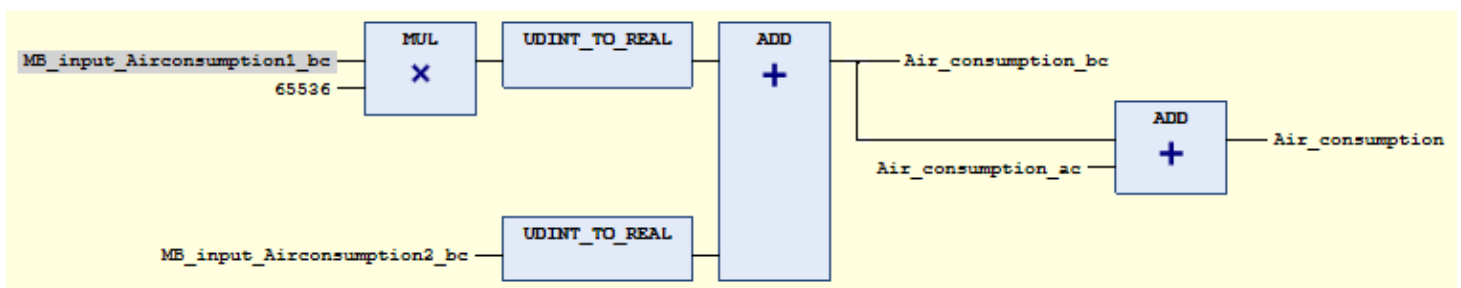 MUL
UDINT_TO_REAL
ADD
MB_input_Airconsumption1_bc
×
+
Air_consumption_bc
65536
ADD
+
Air_consumption
Air_consumption_ac
UDINT_TO_REAL
MB_input_Airconsumption2_bc